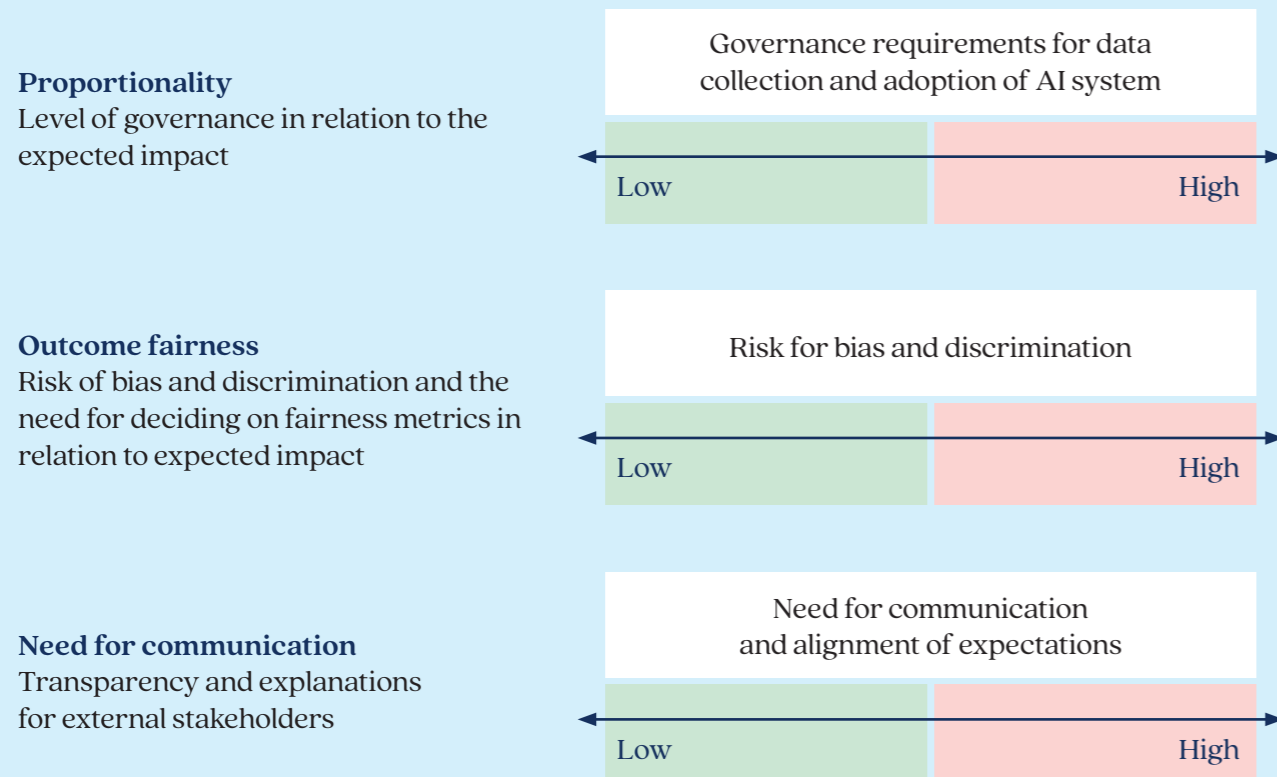 Proportionality
Level of governance in relation to the
expected impact
Governance requirements for data
collection and adoption of AI system
Low
High
Outcome fairness
Risk of bias and discrimination and the
need for deciding on fairness metrics in
relation to expected impact
Risk for bias and discrimination
Low
High
Need for communication
Transparency and explanations
for external stakeholders
Need for communication
and alignment of expectations
Low
High